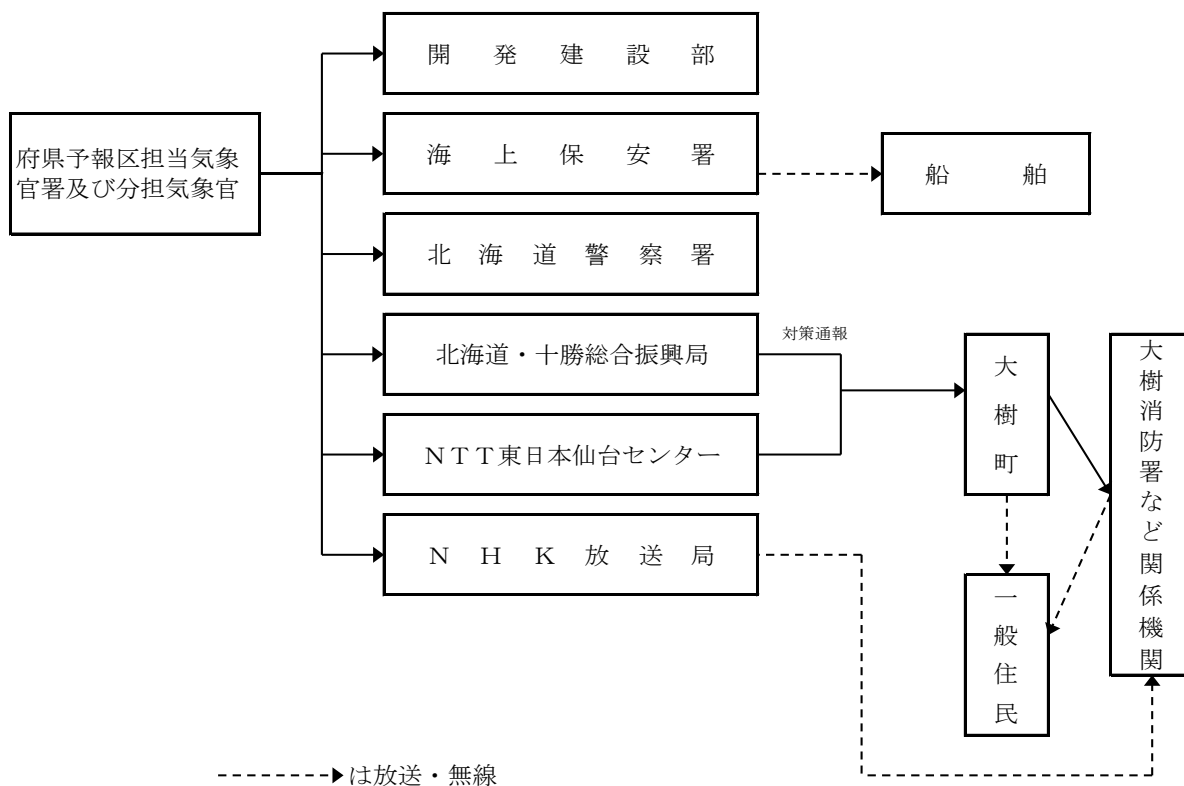 開発建設部
府県予報区担当気象
官署及び分担気象官
海上保安署
船舶
北海道警察署
対策通報
北海道・十勝総合振興局
大樹町
大樹消防署など関係機関
ＮＴＴ東日本仙台センター
ＮＨＫ放送局
一般住民
は放送・無線